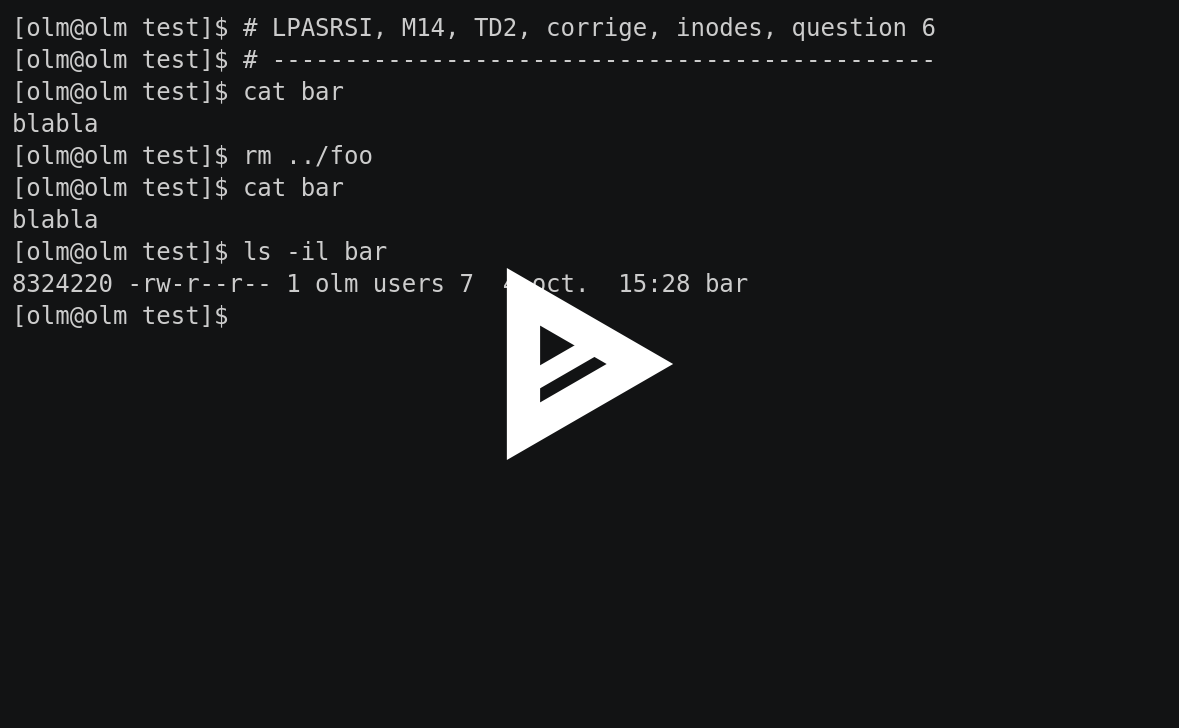 [olm@olm test]$ # LPASRSI, M14, TD2, corrige, inodes, question 6
[olm@olm test]$ # ----------------------------------------------
[olm@olm test]$ cat bar
blabla
[olm@olm test]$ rm ../foo
[olm@olm test]$ cat bar
blabla
[olm@olm test]$ ls -il bar
8324220 -rw-r--r-- 1 olm users 7  4 oct.  15:28 bar
[olm@olm test]$